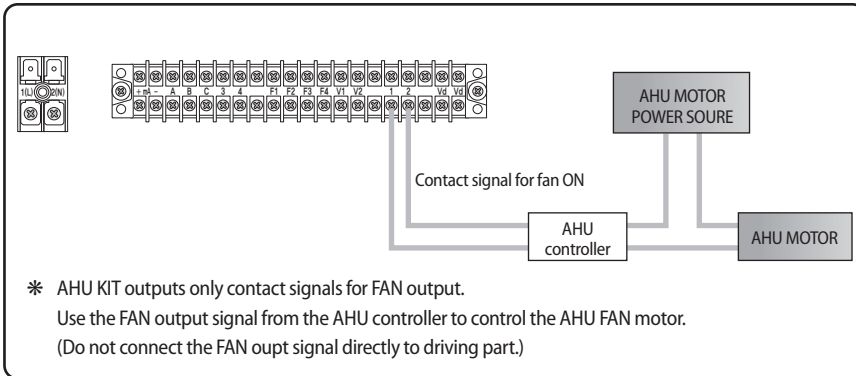 1(L) 2(N)
+ mA - A B C 3 4 F1 F2 F3 F4 V1 V2 1 2 Vd Vd
AHU MOTOR
POWER SOURE
Contact signal for fan ON
AHU
controller
AHU MOTOR
❋ AHU KIT outputs only contact signals for FAN output.
Use the FAN output signal from the AHU controller to control the AHU FAN motor.
(Do not connect the FAN oupt signal directly to driving part.)